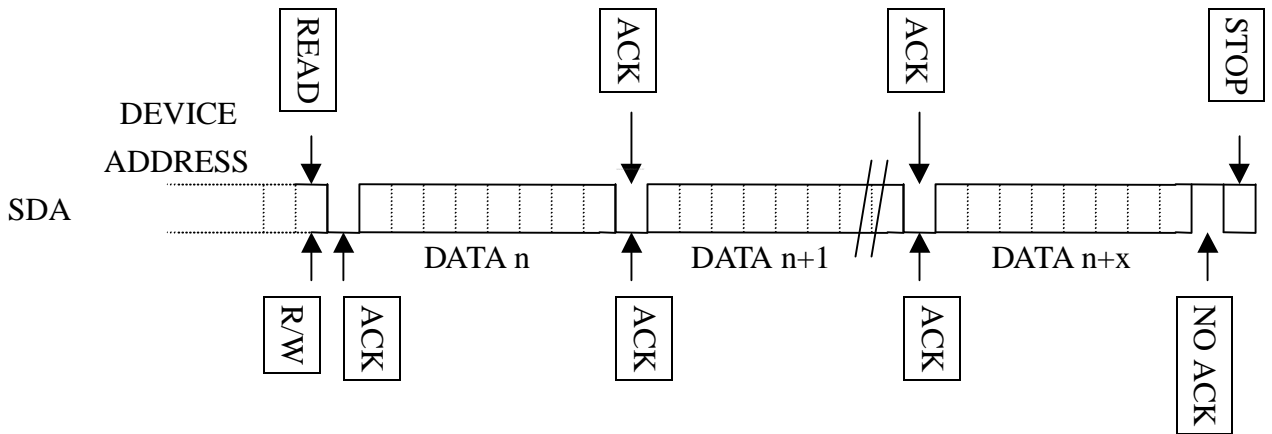 READ
ACK
ACK
STOP
DEVICE
ADDRESS
SDA
DATA n
DATA n+1
DATA n+x
R/W
ACK
ACK
ACK
NO ACK